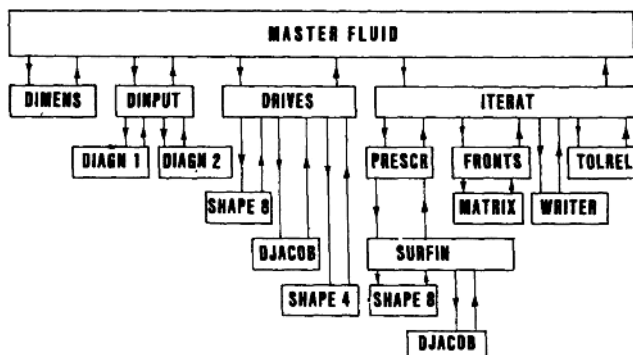 MASTER FLUID
DIMENS
DINPUT
DRIVES
ITERAT
DIAGN 1
DIAGN 2
PRESCR
FRONTS
TOLREL
SHAPE 8
MATRIX
WRITER
DJACOB
SURFIN
SHAPE 4
SHAPE 8
DJACOB